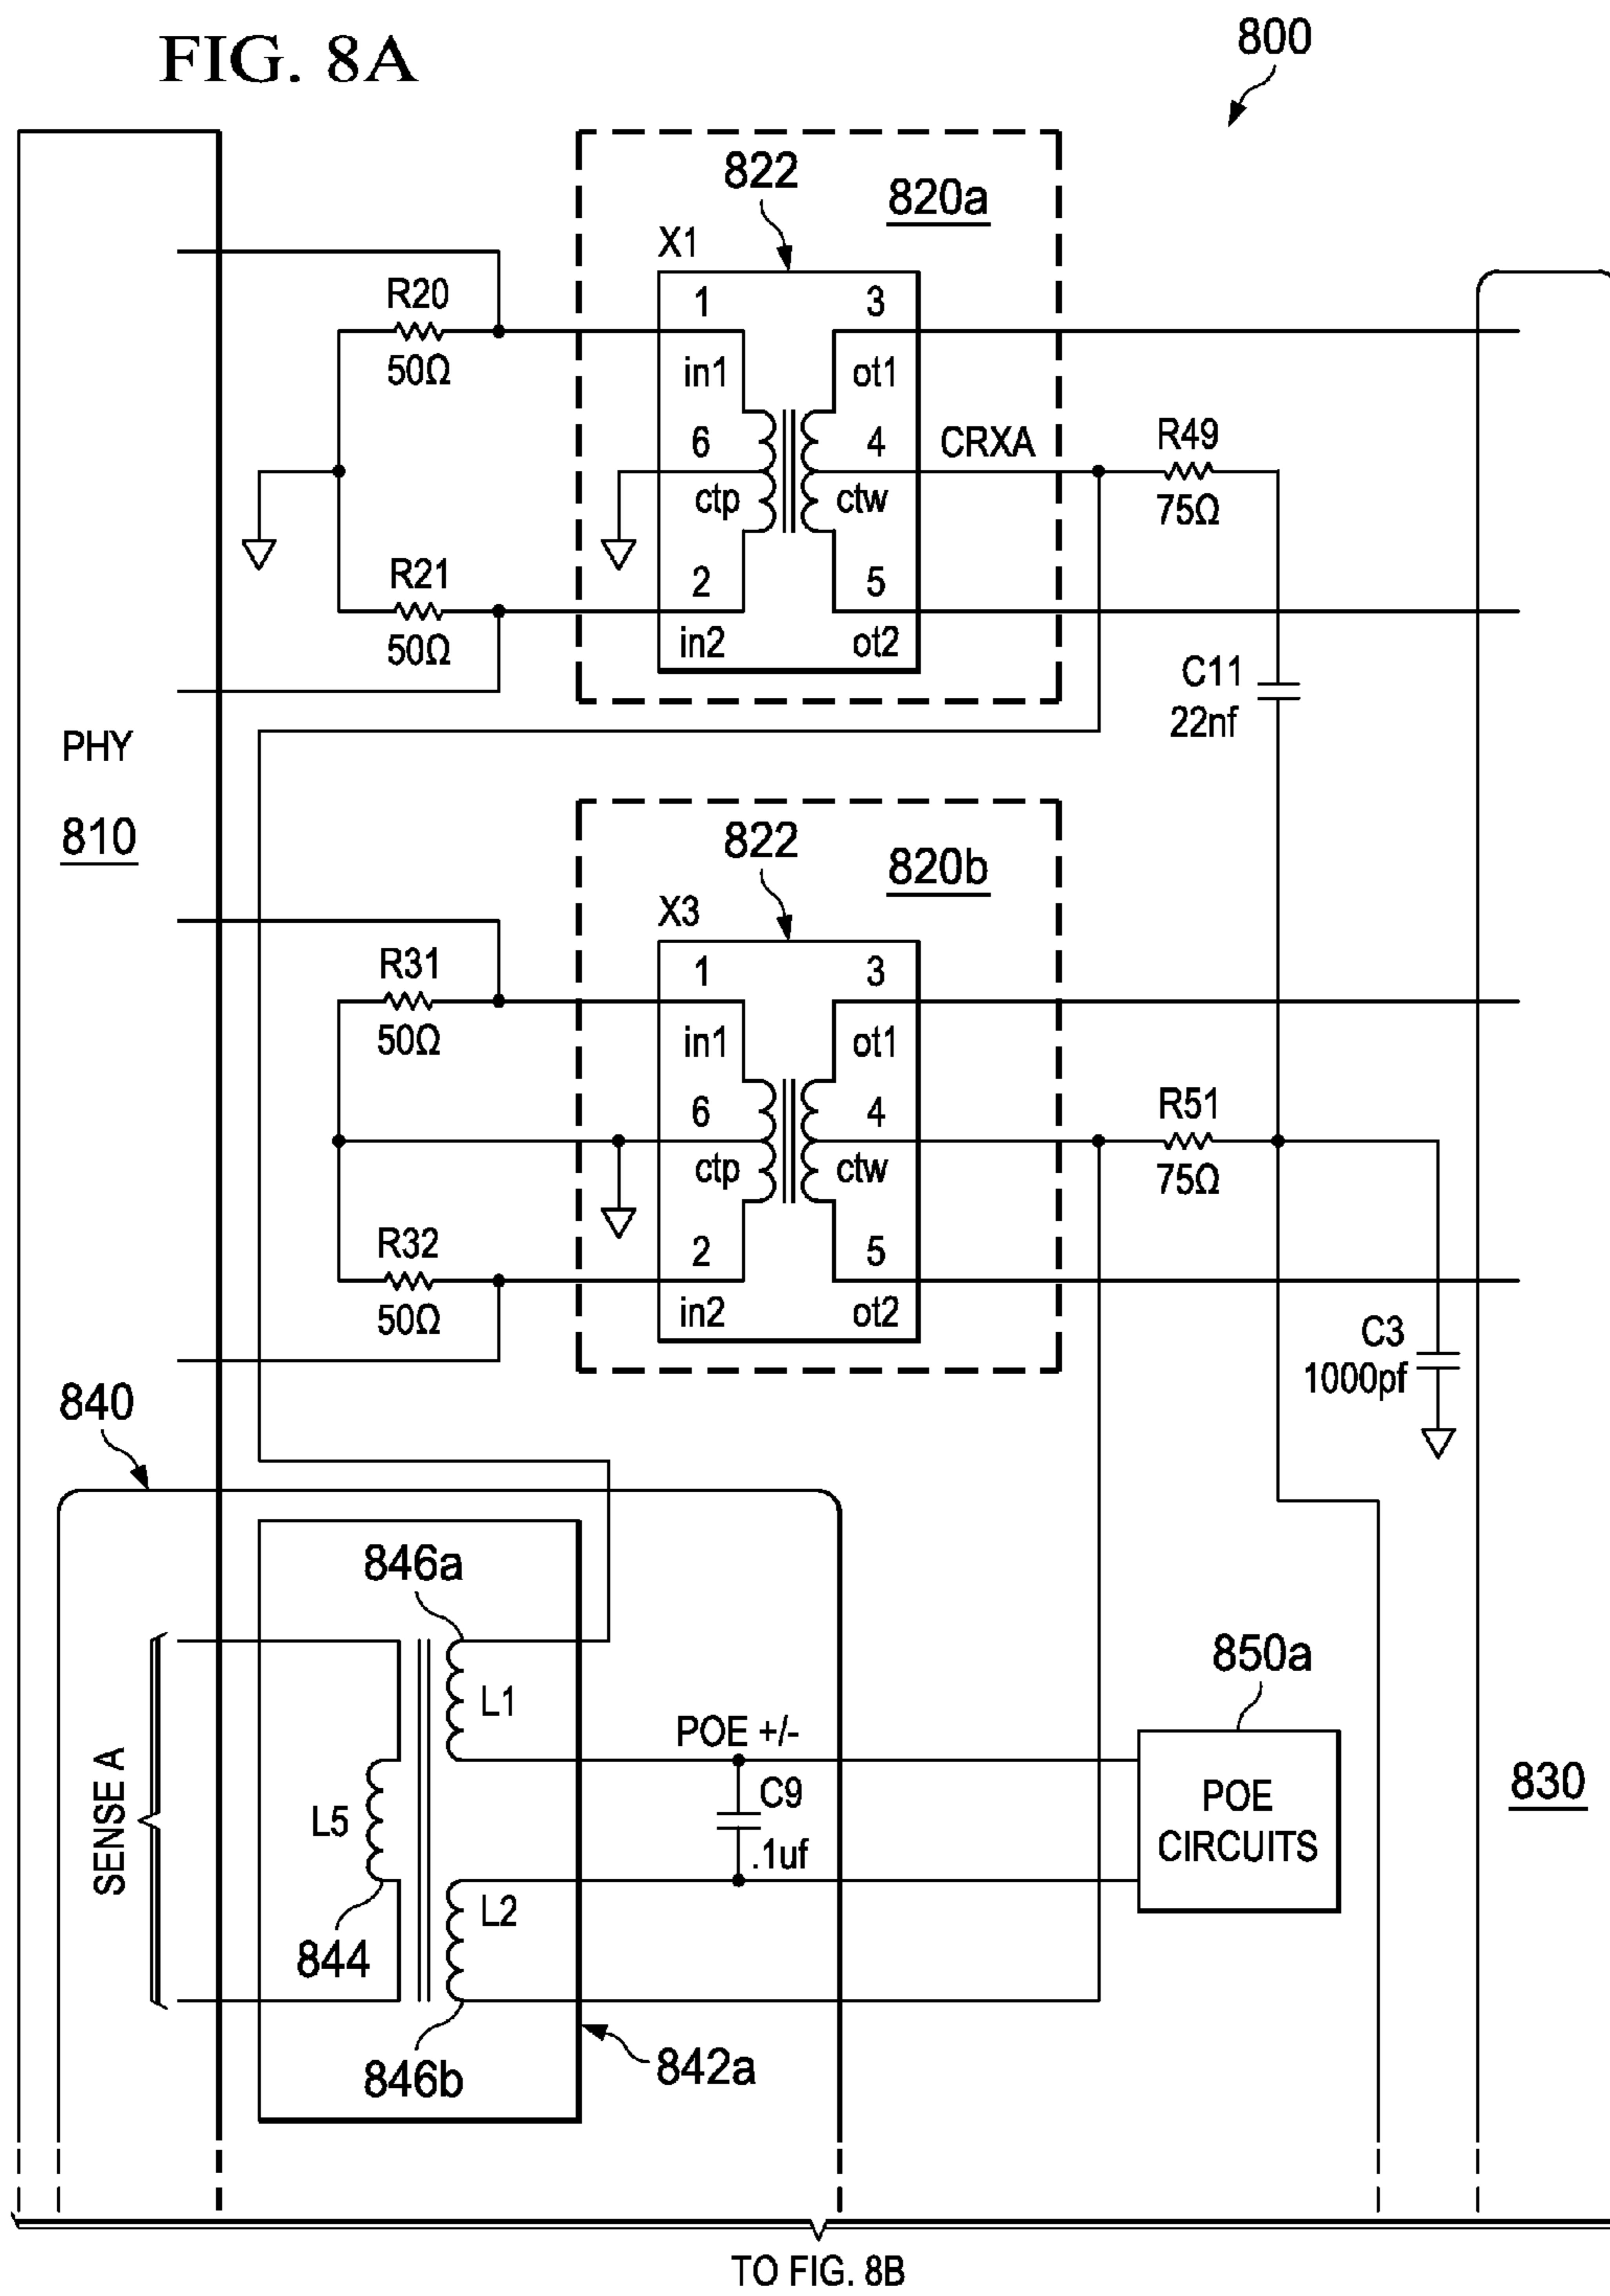 FIG. 8A
800
822
820a
X1
R20
50Ω
1
3
in1
ot1
6
4
CRXA
R49
75Ω
ctp
ctw
R21
50Ω
2
5
in2
ot2
C11
22nf
PHY
810
822
820b
X3
R31
50Ω
1
3
in1
ot1
6
4
R51
75Ω
ctp
ctw
R32
50Ω
2
5
in2
ot2
C3
1000pf
840
846a
L1
850a
POE +/-
C9
.1uf
POE
CIRCUITS
830
SENSE A
L5
L2
844
846b
842a
TO FIG. 8B